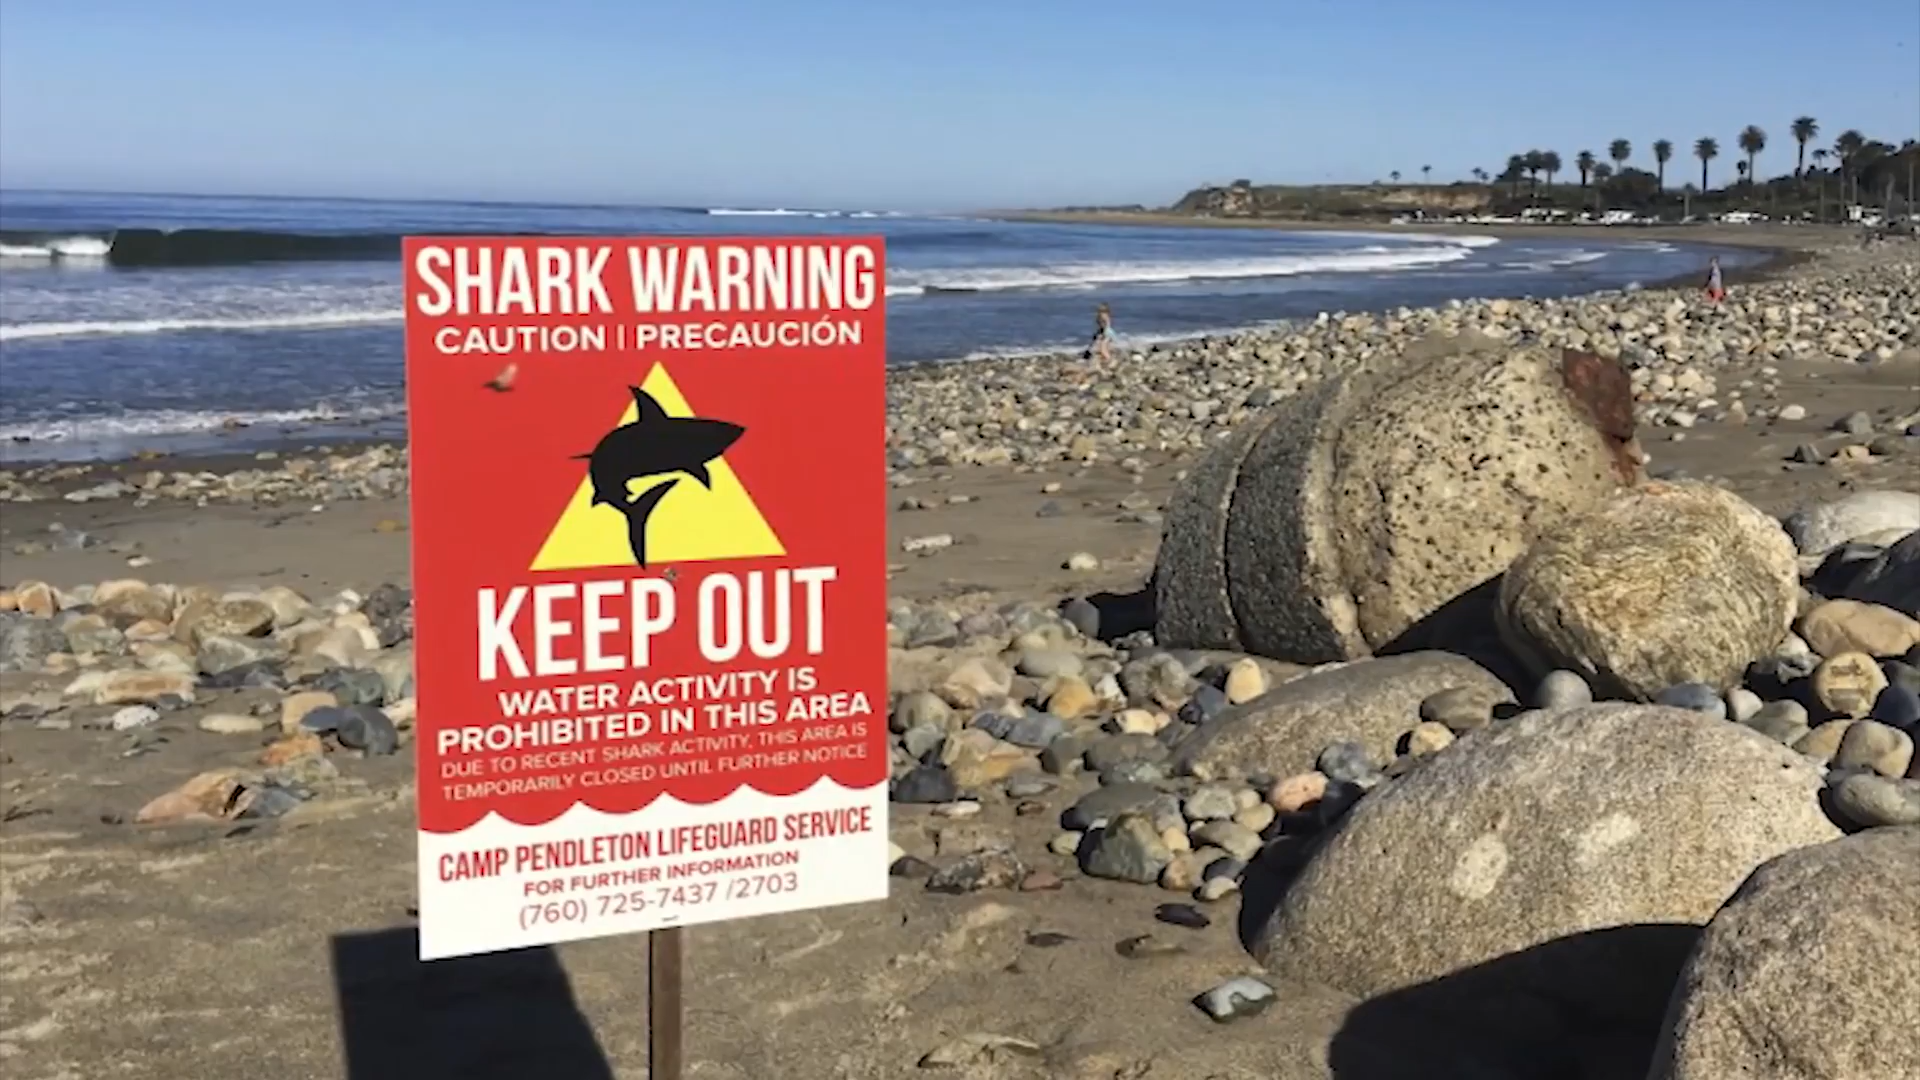 SHARK WARNING
CAUTION | PRECAUCIÓN
KEEP OUT
WATER ACTIVITY IS
PROHIBITED IN THIS AREA
DUE TO RECENT SHARK ACTIVITY, THIS AREA IS
TEMPORARILY CLOSED UNTIL FURTHER NOTICE
CAMP PENDLETON LIFEGUARD SERVICE
FOR FURTHER INFORMATION
(760) 725-7437 /2703